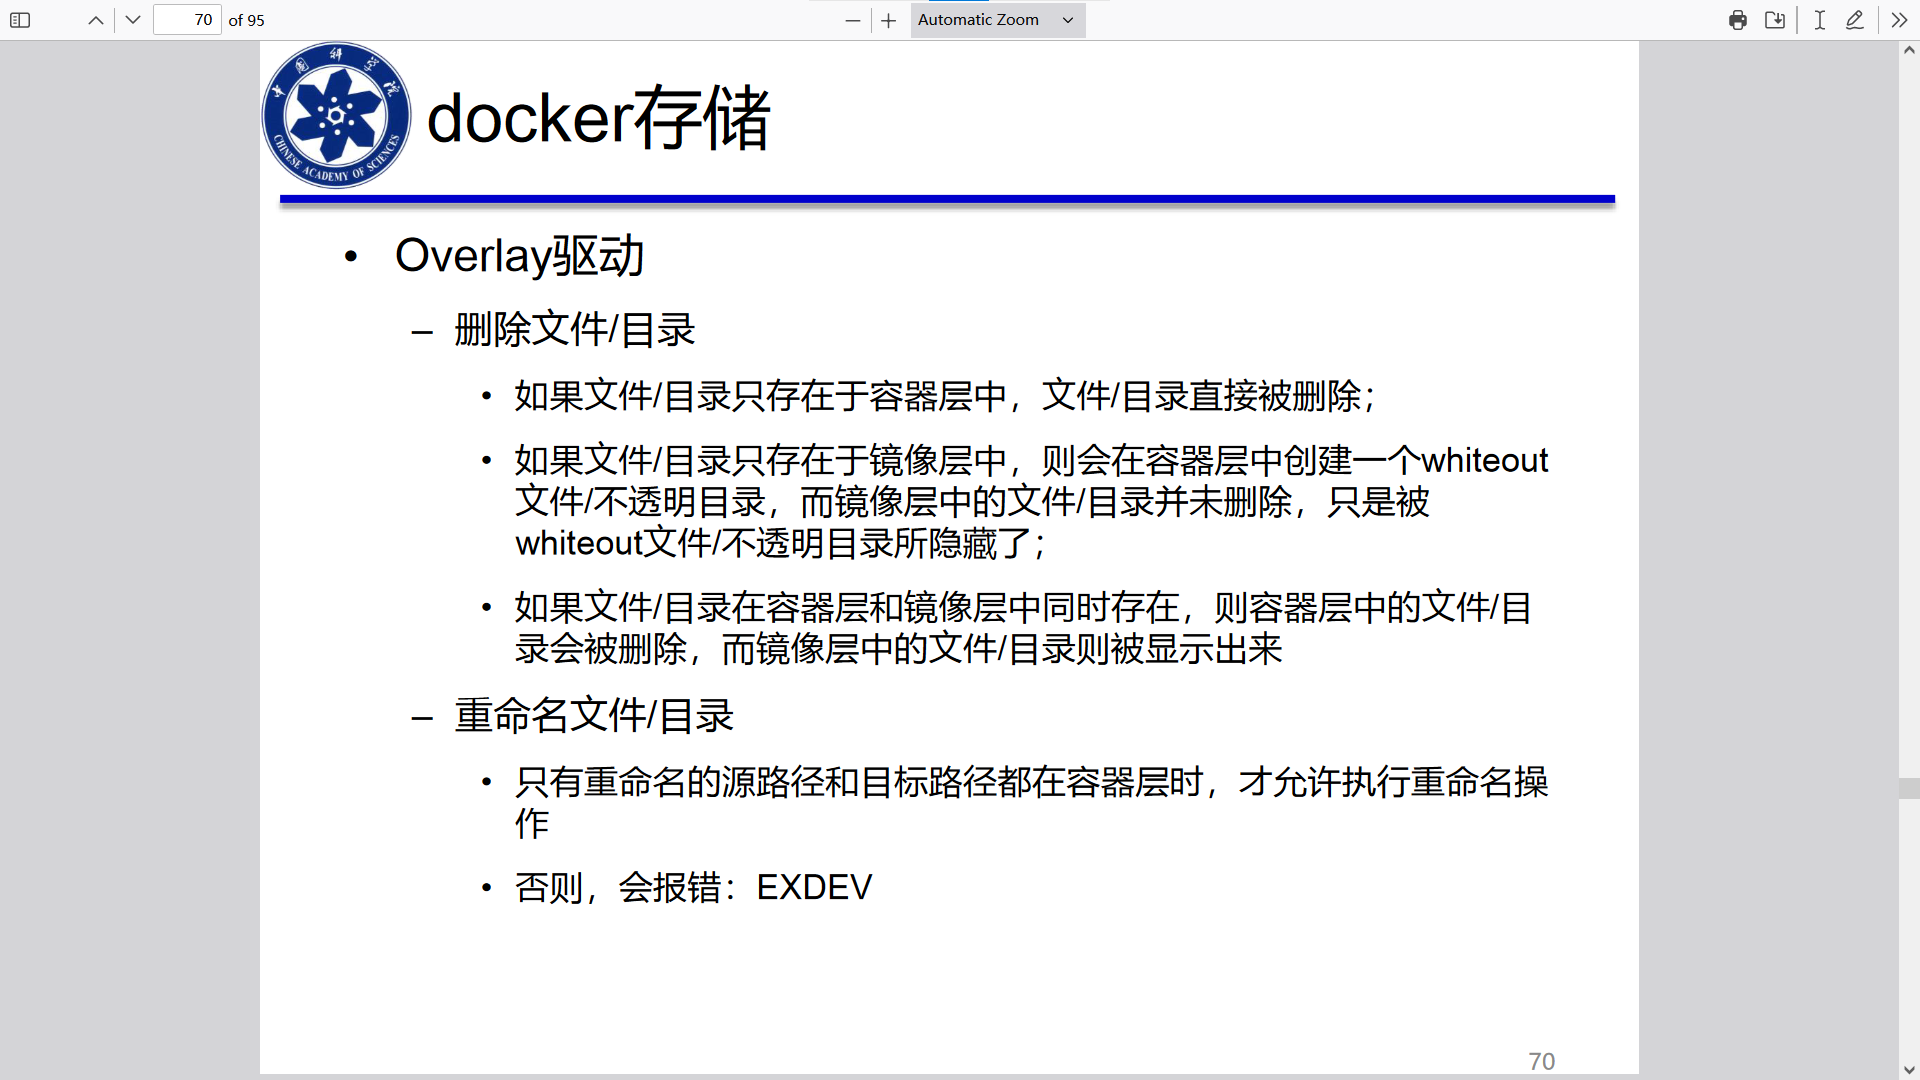 70 of 95
Automatic Zoom
中国科学院
CHINESE ACADEMY OF SCIENCES
docker存储
• Overlay驱动
– 删除文件/目录
• 如果文件/目录只存在于容器层中，文件/目录直接被删除；
• 如果文件/目录只存在于镜像层中，则会在容器层中创建一个whiteout
文件/不透明目录，而镜像层中的文件/目录并未删除，只是被
whiteout文件/不透明目录所隐藏了；
• 如果文件/目录在容器层和镜像层中同时存在，则容器层中的文件/目
录会被删除，而镜像层中的文件/目录则被显示出来
– 重命名文件/目录
• 只有重命名的源路径和目标路径都在容器层时，才允许执行重命名操
作
• 否则，会报错：EXDEV
70